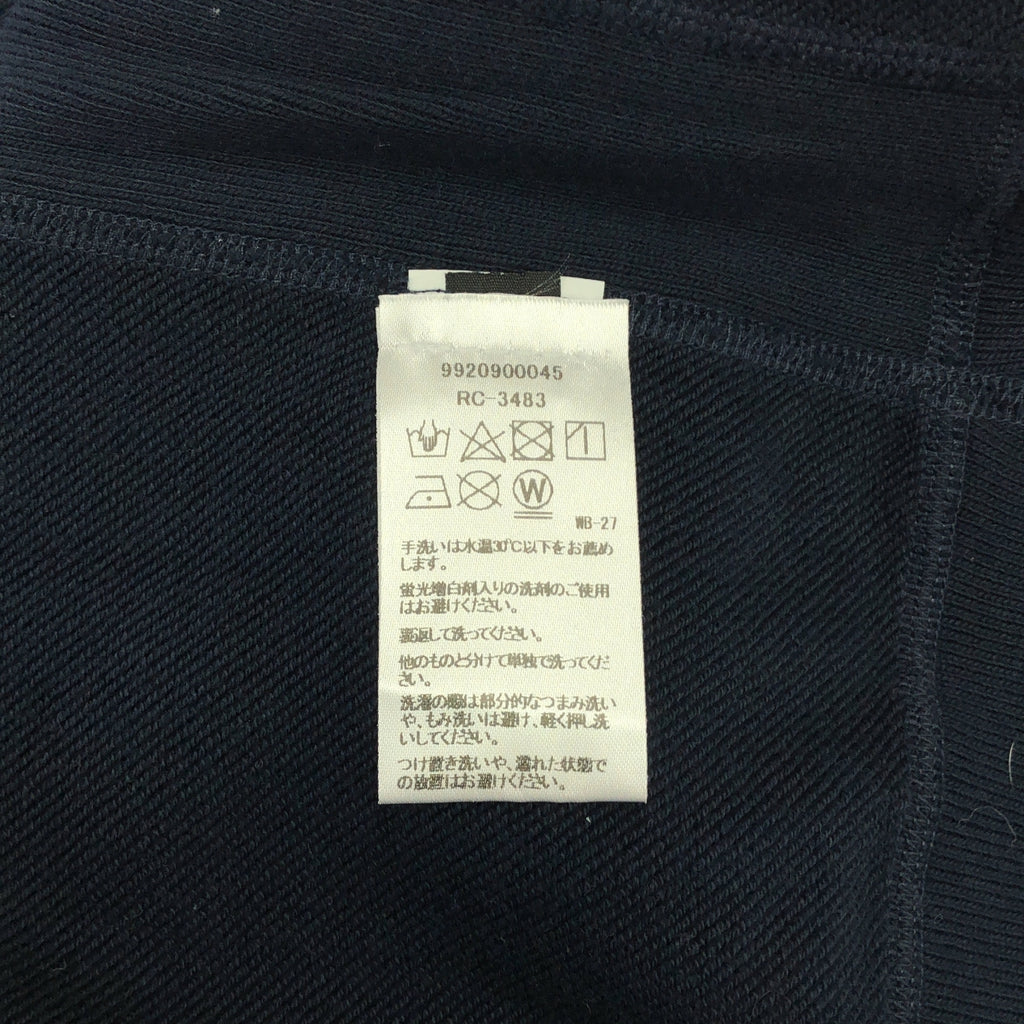 9920900045
RC-3483
W
WB-27
手洗いは水温30℃以下をお薦め
します。
蛍光増白剤入りの洗剤のご使用
はお避けください。
裏返して洗ってください。
他のものと分けて単独で洗ってくだ
さい。
洗濯の際は部分的なつまみ洗い
や、もみ洗いは避け、軽く押し洗
いしてください。
つけ置き洗いや、濡れた状態で
の放置はお避けください。